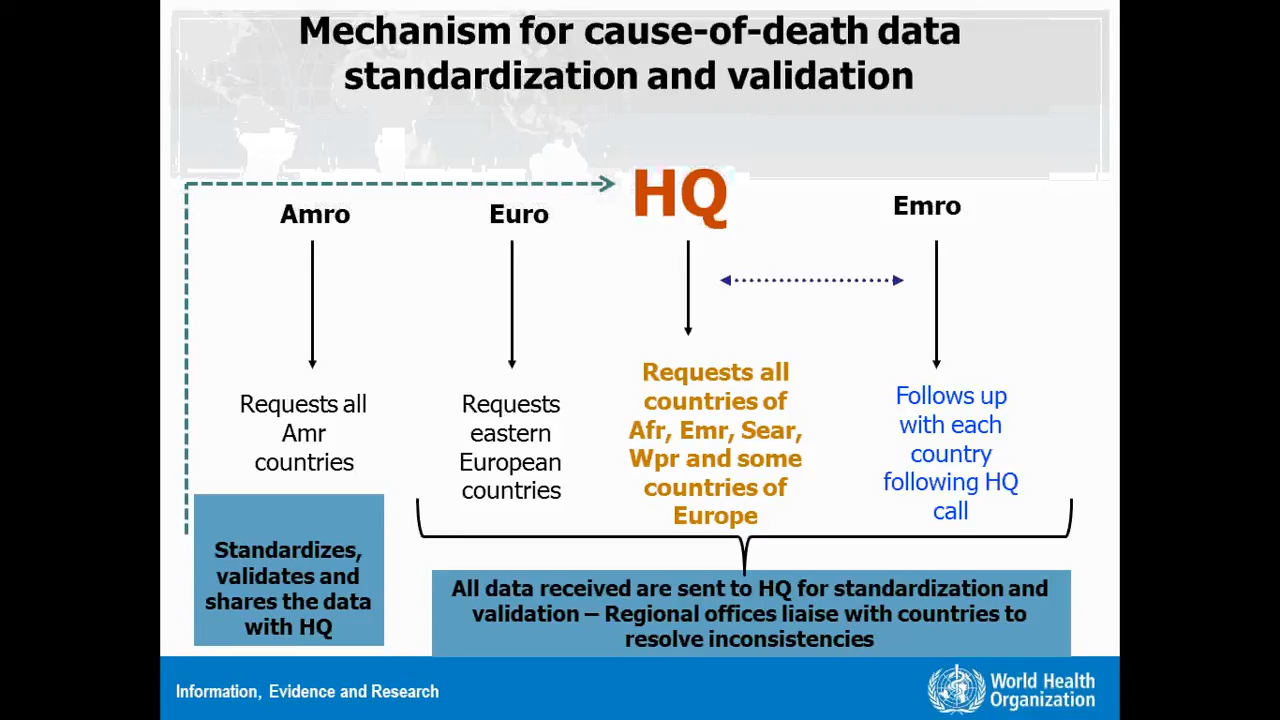 Mechanism for cause-of-death data
standardization and validation
HQ
Amro
Euro
Emro
Requests all
Amr
countries
Requests
eastern
European
countries
Requests all
countries of
Afr, Emr, Sear,
Wpr and some
countries of
Europe
Follows up
with each
country
following HQ
call
Standardizes,
validates and
shares the data
with HQ
All data received are sent to HQ for standardization and
validation – Regional offices liaise with countries to
resolve inconsistencies
Information, Evidence and Research
World Health
Organization